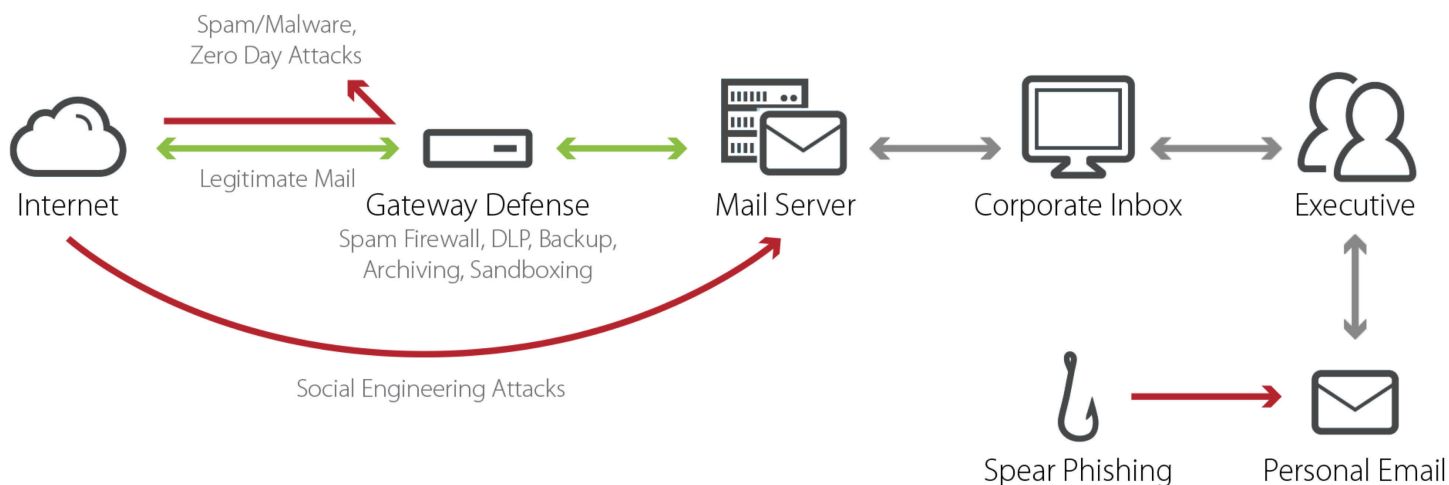 Spam/Malware,
Zero Day Attacks
Legitimate Mail
Internet
Gateway Defense
Spam Firewall, DLP, Backup,
Archiving, Sandboxing
Mail Server
Corporate Inbox
Executive
Social Engineering Attacks
Spear Phishing
Personal Email